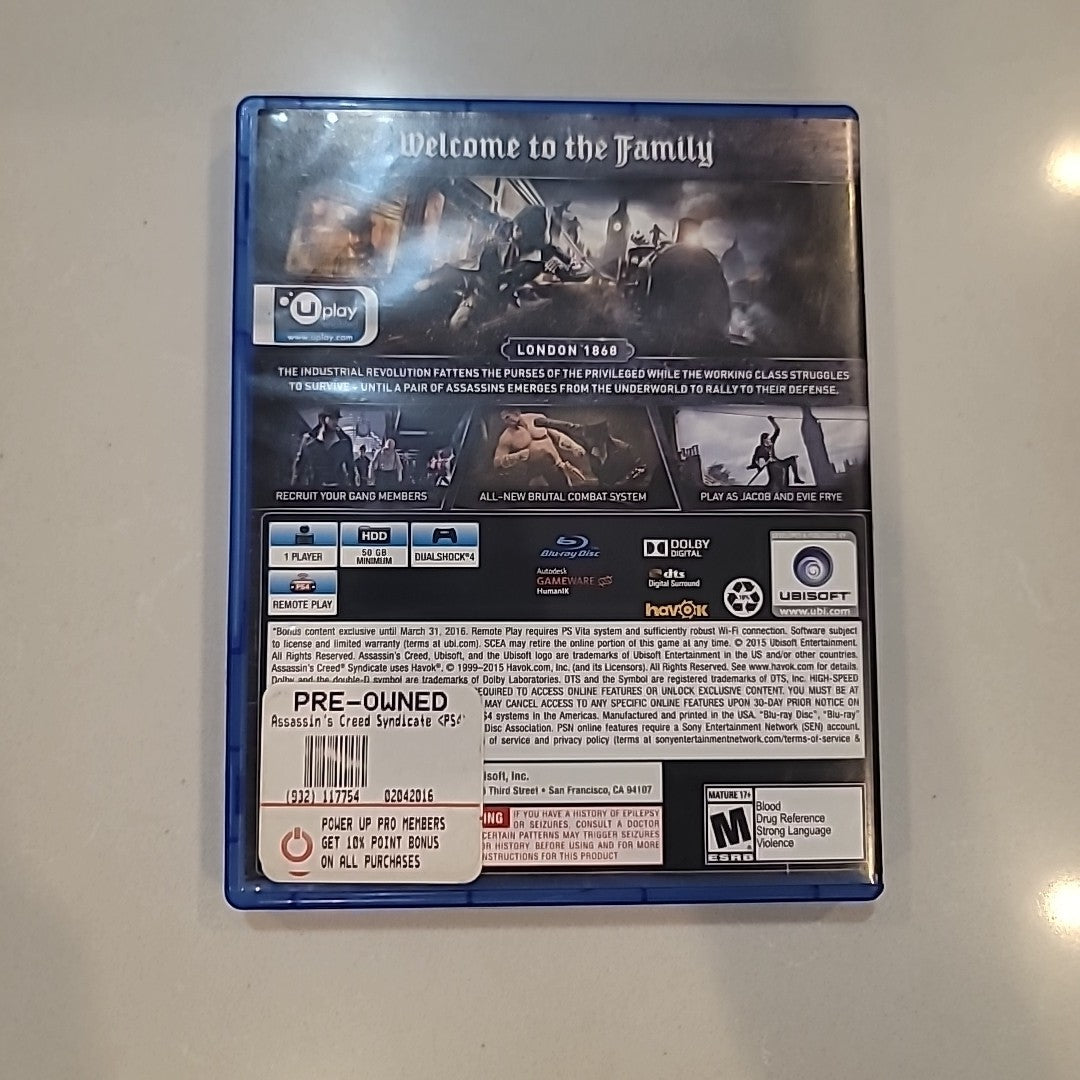 Welcome to the Family
Uplay
www.uplay.com
LONDON 1868
THE INDUSTRIAL REVOLUTION FATTENS THE PURSES OF THE PRIVILEGED WHILE THE WORKING CLASS STRUGGLES
TO SURVIVE - UNTIL A PAIR OF ASSASSINS EMERGES FROM THE UNDERWORLD TO RALLY TO THEIR DEFENSE.
RECRUIT YOUR GANG MEMBERS
ALL-NEW BRUTAL COMBAT SYSTEM
PLAY AS JACOB AND EVIE FRYE
1 PLAYER
HDD
50 GB
MINIMUM
DUALSHOCK®4
PS4
REMOTE PLAY
Blu-ray Disc
Autodesk
GAMEWARE
HumanIK
DOLBY
DIGITAL
dts
Digital Surround
havok
UBISOFT
www.ubi.com
*Bonus content exclusive until March 31, 2016. Remote Play requires PS Vita system and sufficiently robust Wi-Fi connection. Software subject
to license and limited warranty (terms at ubi.com). SCEA may retire the online portion of this game at any time. © 2015 Ubisoft Entertainment.
All Rights Reserved. Assassin's Creed, Ubisoft, and the Ubisoft logo are trademarks of Ubisoft Entertainment in the US and/or other countries.
Assassin's Creed® Syndicate uses Havok®. © 1999–2015 Havok.com, Inc. (and its Licensors). All Rights Reserved. See www.havok.com for details.
Dolby and the double-D symbol are trademarks of Dolby Laboratories. DTS and the Symbol are registered trademarks of DTS, Inc. HIGH-SPEED
EQUIRED TO ACCESS ONLINE FEATURES OR UNLOCK EXCLUSIVE CONTENT. YOU MUST BE AT
MAY CANCEL ACCESS TO ANY SPECIFIC ONLINE FEATURES UPON 30-DAY PRIOR NOTICE ON
S4 systems in the Americas. Manufactured and printed in the USA. "Blu-ray Disc", "Blu-ray"
Disc Association. PSN online features require a Sony Entertainment Network (SEN) account.
of service and privacy policy (terms at sonyentertainmentnetwork.com/terms-of-service &
PRE-OWNED
Assassin's Creed Syndicate <PS4
(932) 117754 02042016
POWER UP PRO MEMBERS
GET 10% POINT BONUS
ON ALL PURCHASES
isoft, Inc.
Third Street • San Francisco, CA 94107
ING
IF YOU HAVE A HISTORY OF EPILEPSY
OR SEIZURES, CONSULT A DOCTOR
CERTAIN PATTERNS MAY TRIGGER SEIZURES
OR HISTORY. BEFORE USING AND FOR MORE
NSTRUCTIONS FOR THIS PRODUCT
MATURE 17+
M
ESRB
Blood
Drug Reference
Strong Language
Violence